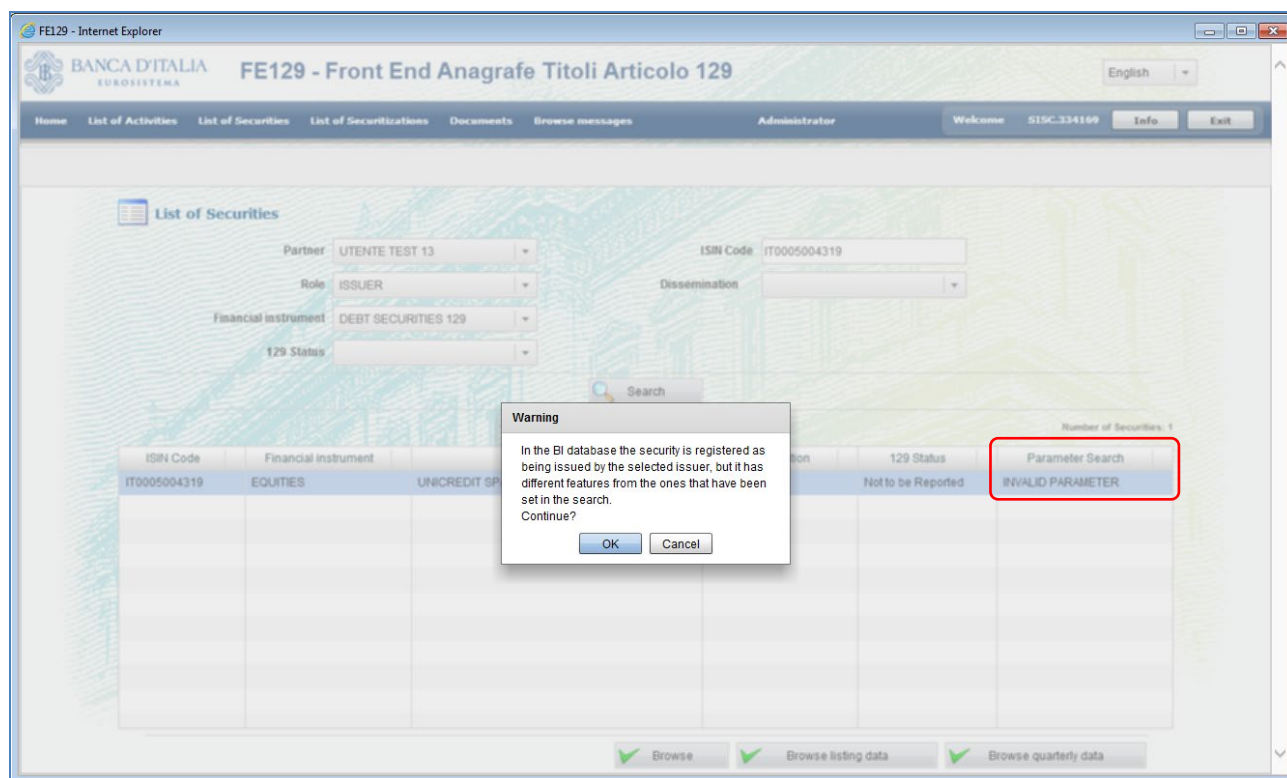 FE129 - Internet Explorer
BANCA D'ITALIA
EUROSISTEMA
FE129 - Front End Anagrafe Titoli Articolo 129
English
Home List of Activities List of Securities List of Securitizations Documents Browse messages Administrator Welcome SISC.334169 Info Exit
List of Securities
Partner UTENTE TEST 13 ISIN Code IT0005004319
Role ISSUER Dissemination
Financial instrument DEBT SECURITIES 129
129 Status
Search
Number of Securities: 1
Warning
In the BI database the security is registered as
being issued by the selected issuer, but it has
different features from the ones that have been
set in the search.
Continue?
OK Cancel
ISIN Code Financial instrument 129 Status Parameter Search
IT0005004319 EQUITIES UNICREDIT SP Not to be Reported INVALID PARAMETER
Browse Browse listing data Browse quarterly data